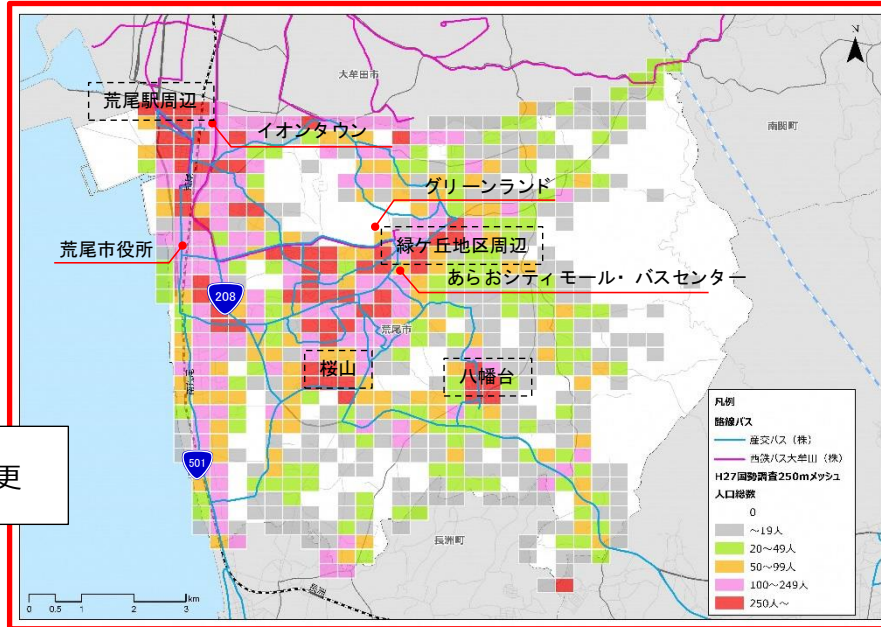 N
大牟田市
荒尾駅周辺
イオンタウン
南関町
グリーンランド
荒尾市役所
緑ケ丘地区周辺
あらおシティモール・バスセンター
208
荒尾市
桜山
八幡台
501
更
長洲町
凡例
路線バス
産交バス（株）
西鉄バス大牟田（株）
H27国勢調査250mメッシュ
人口総数
0
～19人
20～49人
50～99人
100～249人
250人～
0 0.5 1 2 3 km